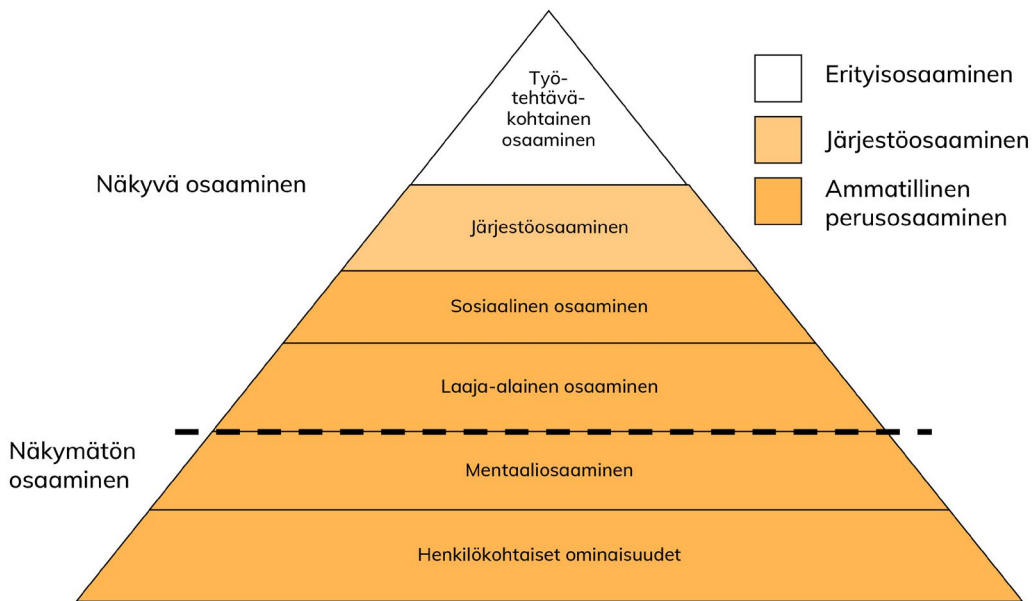 Työ-
tehtävä-
kohtainen
osaaminen
Erityisosaaminen
Järjestöosaaminen
Ammatillinen
perusosaaminen
Näkyvä osaaminen
Järjestöosaaminen
Sosiaalinen osaaminen
Laaja-alainen osaaminen
Näkymätön
osaaminen
Mentaaliosaaminen
Henkilökohtaiset ominaisuudet